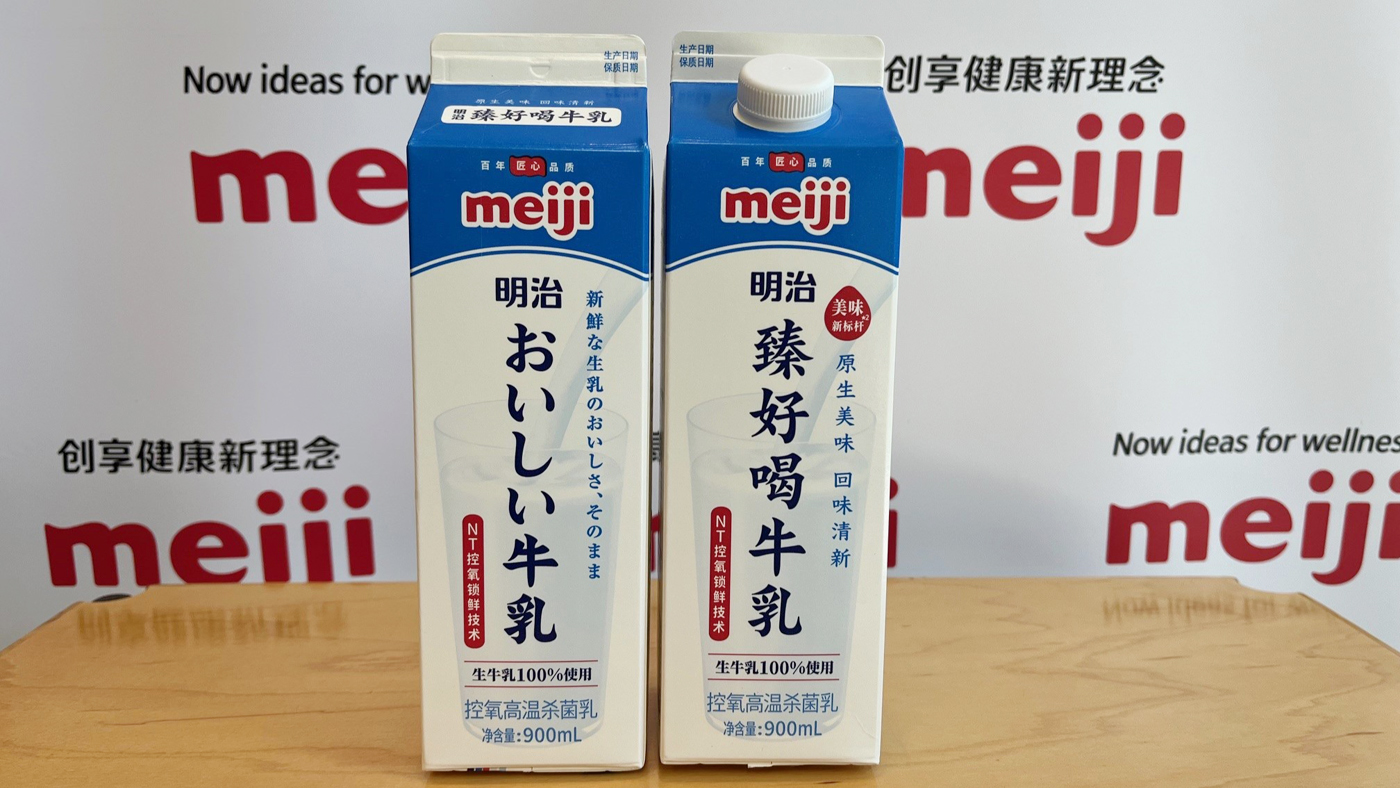 Now ideas for w
meiji
创享健康新理念
meiji
创享健康新理念
meiji
Now ideas for wellnes
meiji
生产日期
保质日期
原生美味 回味清新
明治 臻好喝牛乳
百年匠心品质
meiji
明治
おいしい牛乳
新鮮な生乳のおいしさ、そのまま
NT控氧锁鲜技术
生牛乳100%使用
控氧高温杀菌乳
净含量:900mL
生产日期
保质日期
百年匠心品质
meiji
明治
臻好喝牛乳
美味
新标杆*2
原生美味 回味清新
NT控氧锁鲜技术
生牛乳100%使用
控氧高温杀菌乳
净含量:900mL